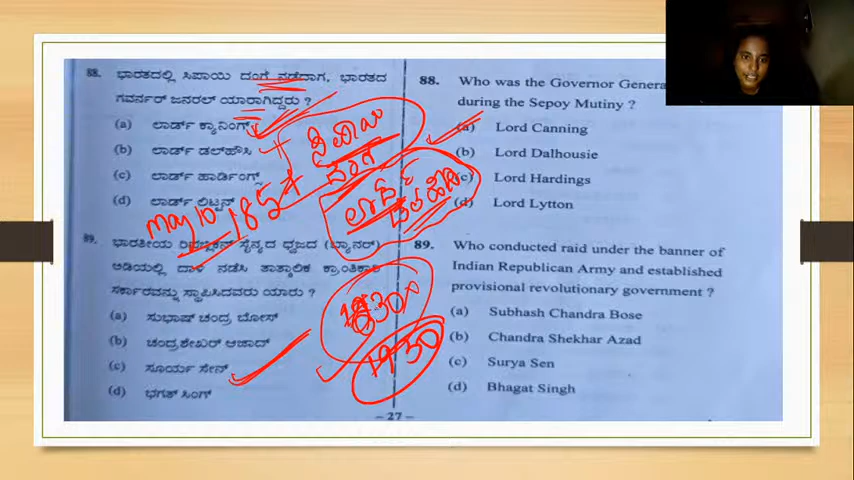 88. ಭಾರತದಲ್ಲಿ ಸಿಪಾಯಿ ದಂಗೆ ನಡೆದಾಗ, ಭಾರತದ
ಗವರ್ನರ್ ಜನರಲ್ ಯಾರಾಗಿದ್ದರು ?
(a) ಲಾರ್ಡ್ ಕ್ಯಾನಿಂಗ್
(b) ಲಾರ್ಡ್ ಡಲ್‌ಹೌಸಿ
(c) ಲಾರ್ಡ್ ಹಾರ್ಡಿಂಗ್ಸ್
(d) ಲಾರ್ಡ್ ಲಿಟ್ಟನ್
ಸಿಪಾಯಿ
ದಂಗೆ
May 10
1857
ಲಾರ್ಡ್
89. ಭಾರತೀಯ ರಿಪಬ್ಲಿಕನ್ ಸೈನ್ಯದ ಧ್ವಜದ (ಬ್ಯಾನರ್)
ಅಡಿಯಲ್ಲಿ ದಾಳಿ ನಡೆಸಿ ತಾತ್ಕಾಲಿಕ ಕ್ರಾಂತಿಕಾರಿ
ಸರ್ಕಾರವನ್ನು ಸ್ಥಾಪಿಸಿದವರು ಯಾರು ?
(a) ಸುಭಾಷ್ ಚಂದ್ರ ಬೋಸ್
(b) ಚಂದ್ರಶೇಖರ್ ಆಜಾದ್
(c) ಸೂರ್ಯ ಸೇನ್
(d) ಭಗತ್ ಸಿಂಗ್
1930
88. Who was the Governor Genera
during the Sepoy Mutiny ?
(a) Lord Canning
(b) Lord Dalhousie
(c) Lord Hardings
(d) Lord Lytton
89. Who conducted raid under the banner of
Indian Republican Army and established
provisional revolutionary government ?
(a) Subhash Chandra Bose
(b) Chandra Shekhar Azad
(c) Surya Sen
(d) Bhagat Singh
- 27 -